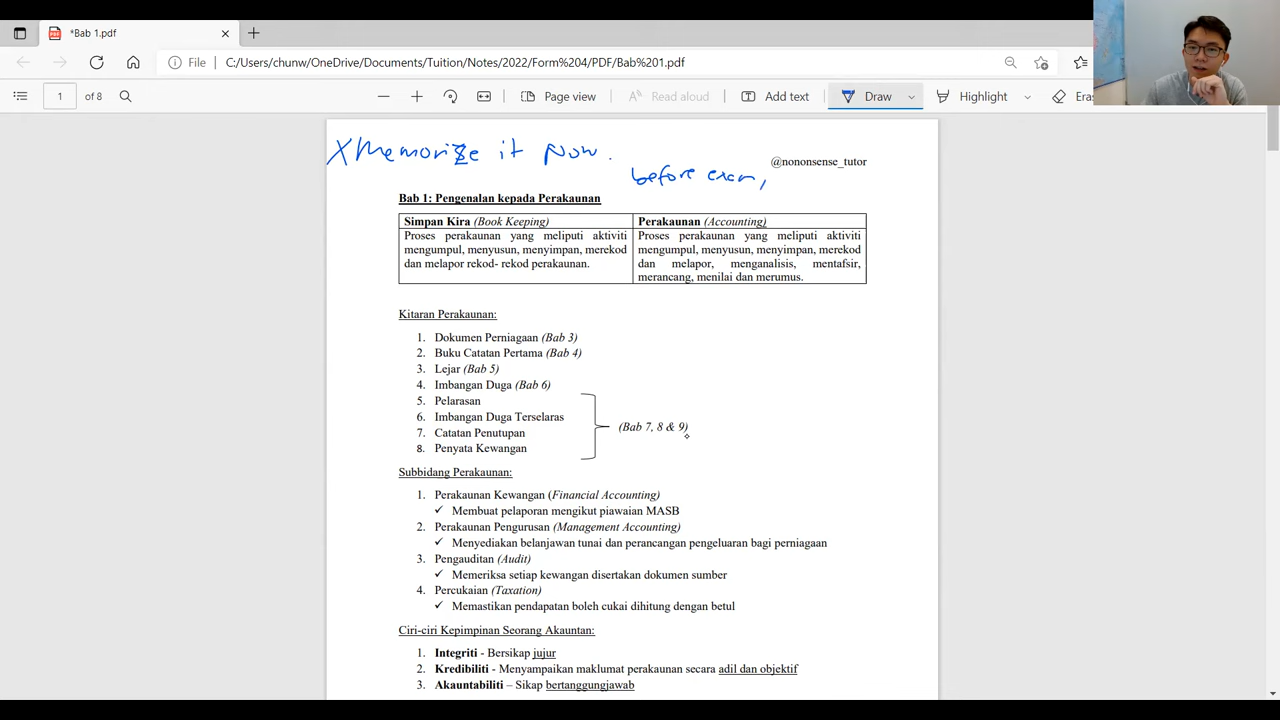 *Bab 1.pdf
File C:/Users/chunw/OneDrive/Documents/Tuition/Notes/2022/Form%204/PDF/Bab%201.pdf
1 of 8 Page view Read aloud Add text Draw Highlight Eras
X Memorize it Now.
@nononsense_tutor
before exam,
Bab 1: Pengenalan kepada Perakaunan
Simpan Kira (Book Keeping)
Proses perakaunan yang meliputi aktiviti
mengumpul, menyusun, menyimpan, merekod
dan melapor rekod- rekod perakaunan.
Perakaunan (Accounting)
Proses perakaunan yang meliputi aktiviti
mengumpul, menyusun, menyimpan, merekod
dan melapor, menganalisis, mentafsir,
merancang, menilai dan merumus.
Kitaran Perakaunan:
1. Dokumen Perniagaan (Bab 3)
2. Buku Catatan Pertama (Bab 4)
3. Lejar (Bab 5)
4. Imbangan Duga (Bab 6)
5. Pelarasan
6. Imbangan Duga Terselaras
7. Catatan Penutupan
8. Penyata Kewangan
(Bab 7, 8 & 9)
Subbidang Perakaunan:
1. Perakaunan Kewangan (Financial Accounting)
✓ Membuat pelaporan mengikut piawaian MASB
2. Perakaunan Pengurusan (Management Accounting)
✓ Menyediakan belanjawan tunai dan perancangan pengeluaran bagi perniagaan
3. Pengauditan (Audit)
✓ Memeriksa setiap kewangan disertakan dokumen sumber
4. Percukaian (Taxation)
✓ Memastikan pendapatan boleh cukai dihitung dengan betul
Ciri-ciri Kepimpinan Seorang Akauntan:
1. Integriti - Bersikap jujur
2. Kredibiliti - Menyampaikan maklumat perakaunan secara adil dan objektif
3. Akauntabiliti – Sikap bertanggungjawab